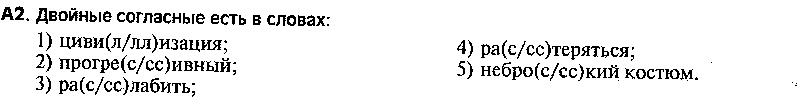 А2. Двойные согласные есть в словах:
1) циви(л/лл)изация;
2) прогре(с/сс)ивный;
3) ра(с/сс)лабить;
4) ра(с/сс)теряться;
5) небро(с/сс)кий костюм.